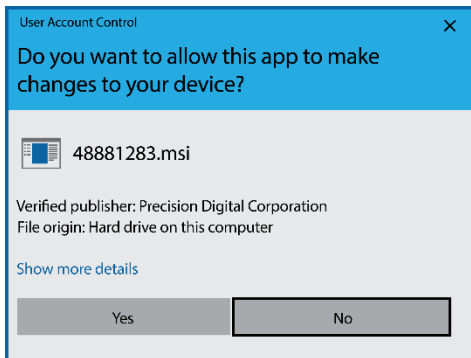 User Account Control
Do you want to allow this app to make
changes to your device?
48881283.msi
Verified publisher: Precision Digital Corporation
File origin: Hard drive on this computer
Show more details
Yes
No